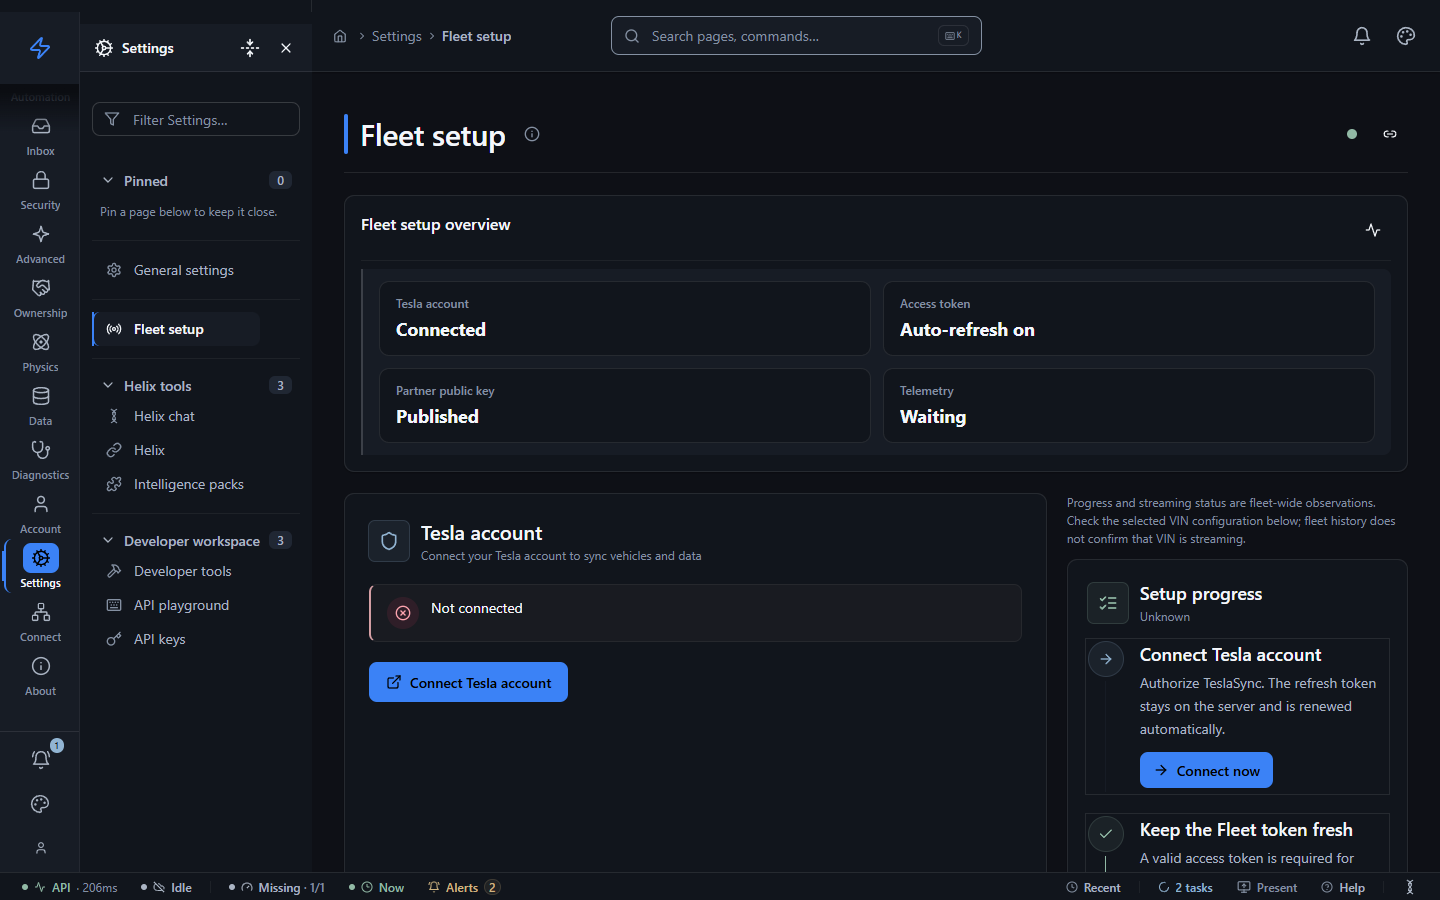 Settings
Settings
Fleet setup
Search pages, commands...
K
Automation
Inbox
Security
Advanced
Ownership
Physics
Data
Diagnostics
Account
Settings
Connect
About
1
Filter Settings...
Pinned
0
Pin a page below to keep it close.
General settings
Fleet setup
Helix tools
3
Helix chat
Helix
Intelligence packs
Developer workspace
3
Developer tools
API playground
API keys
Fleet setup
Fleet setup overview
Tesla account
Connected
Access token
Auto-refresh on
Partner public key
Published
Telemetry
Waiting
Tesla account
Connect your Tesla account to sync vehicles and data
Not connected
Connect Tesla account
Progress and streaming status are fleet-wide observations.
Check the selected VIN configuration below; fleet history does
not confirm that VIN is streaming.
Setup progress
Unknown
Connect Tesla account
Authorize TeslaSync. The refresh token
stays on the server and is renewed
automatically.
Connect now
Keep the Fleet token fresh
A valid access token is required for
API · 206ms
Idle
Missing · 1/1
Now
Alerts 2
Recent
2 tasks
Present
Help